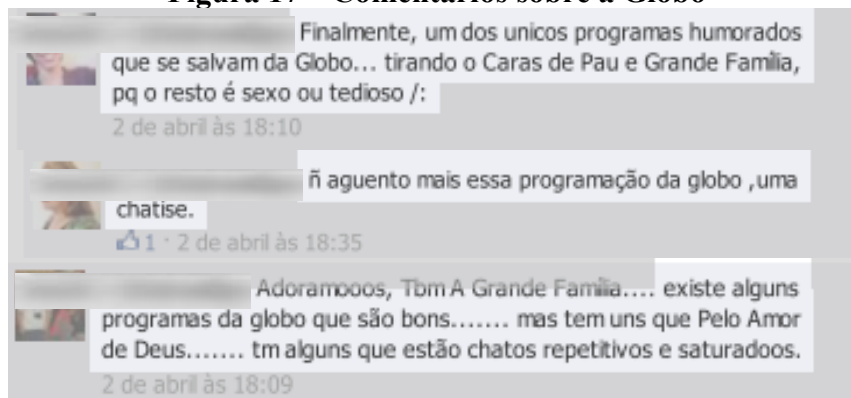 Figura 17 – Comentários sobre a Globo
Finalmente, um dos unicos programas humorados
que se salvam da Globo... tirando o Caras de Pau e Grande Família,
pq o resto é sexo ou tedioso /:
2 de abril às 18:10
ñ aguento mais essa programação da globo ,uma
chatise.
1 · 2 de abril às 18:35
Adoramooos, Tbm A Grande Família.... existe alguns
programas da globo que são bons....... mas tem uns que Pelo Amor
de Deus....... tm alguns que estão chatos repetitivos e saturadoos.
2 de abril às 18:09